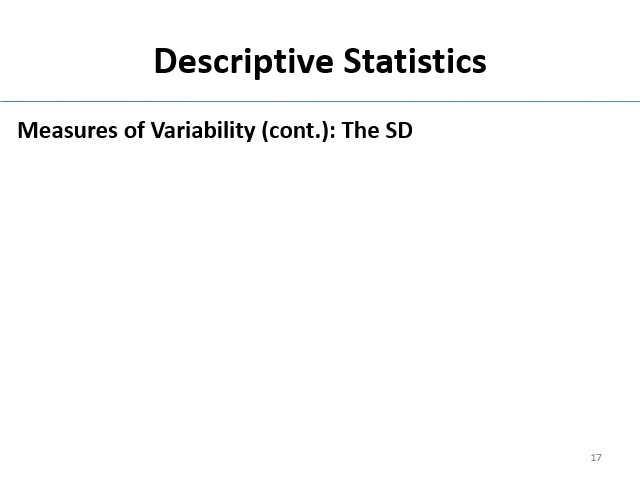 Descriptive Statistics
Measures of Variability (cont.): The SD
17